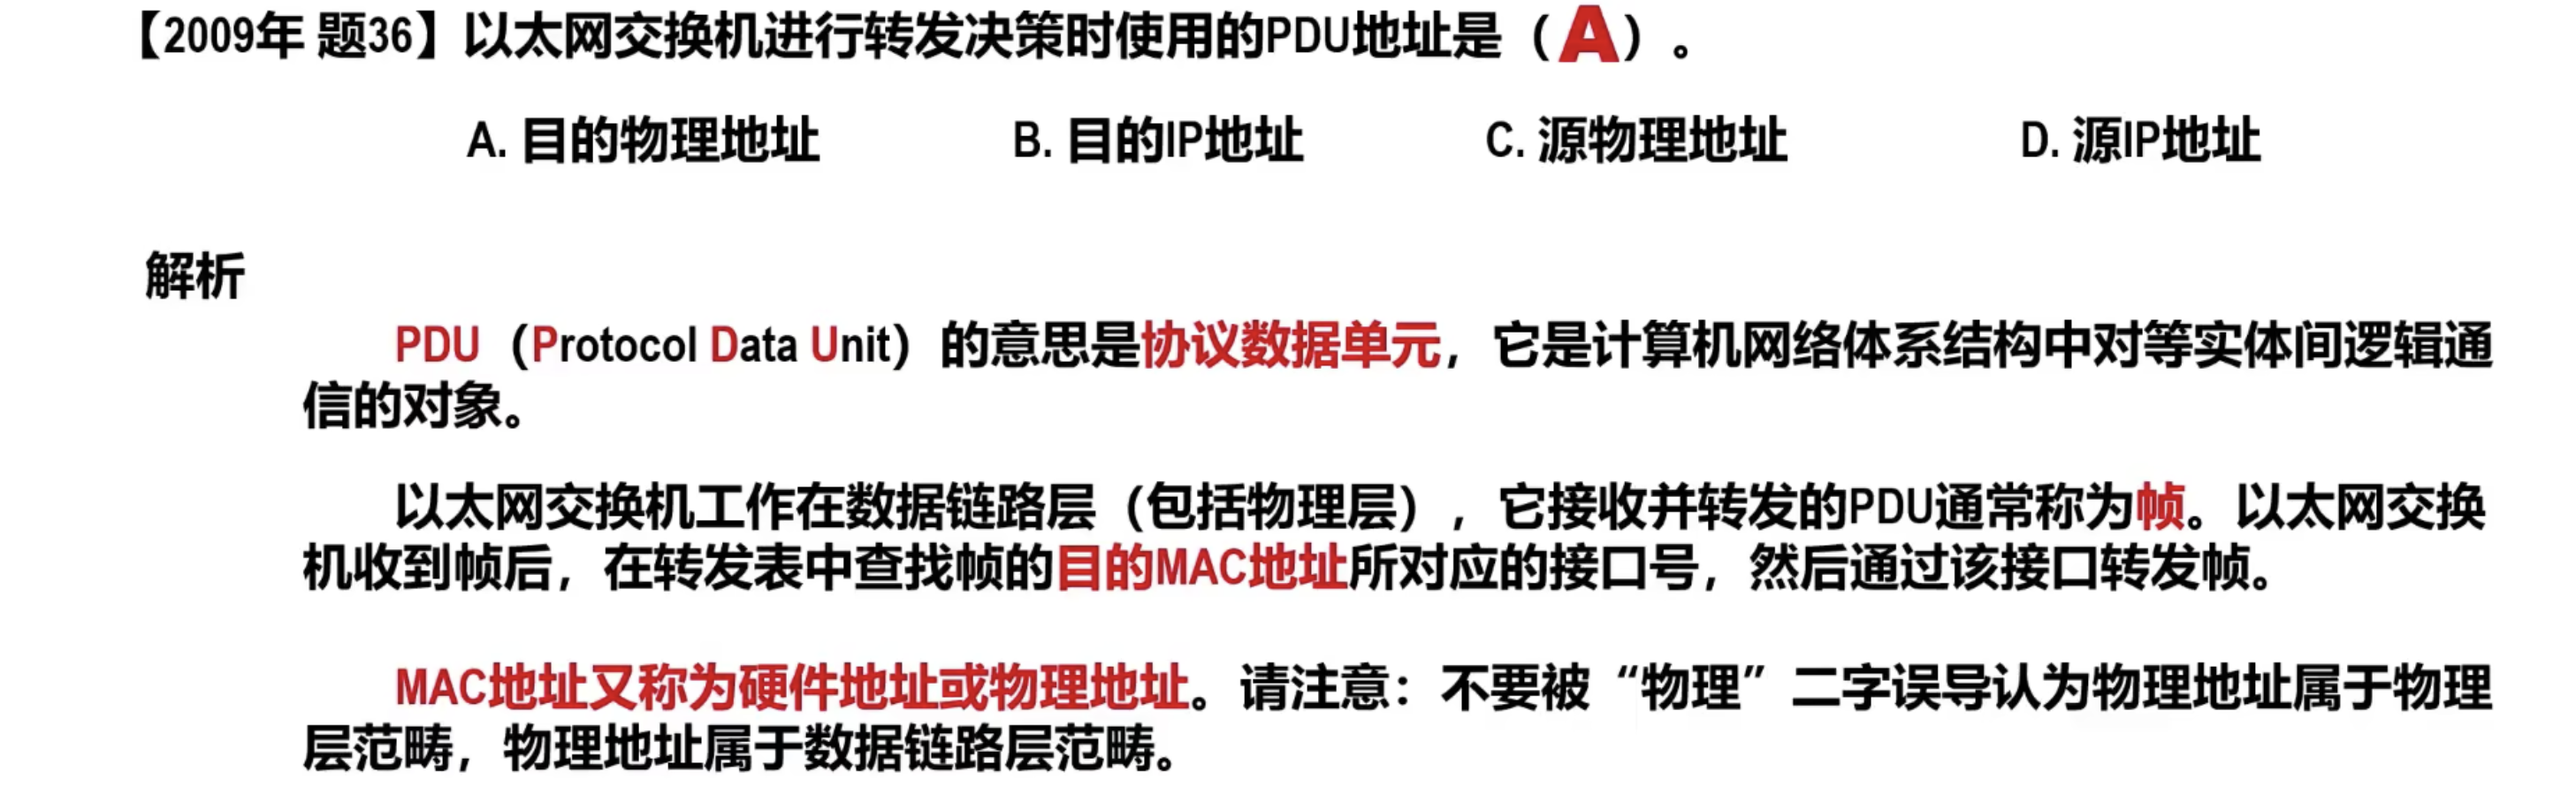 【2009年 题36】以太网交换机进行转发决策时使用的PDU地址是（A）。
A. 目的物理地址 B. 目的IP地址 C. 源物理地址 D. 源IP地址
解析
PDU（Protocol Data Unit）的意思是协议数据单元，它是计算机网络体系结构中对等实体间逻辑通
信的对象。
以太网交换机工作在数据链路层（包括物理层），它接收并转发的PDU通常称为帧。以太网交换
机收到帧后，在转发表中查找帧的目的MAC地址所对应的接口号，然后通过该接口转发帧。
MAC地址又称为硬件地址或物理地址。请注意：不要被“物理”二字误导认为物理地址属于物理
层范畴，物理地址属于数据链路层范畴。